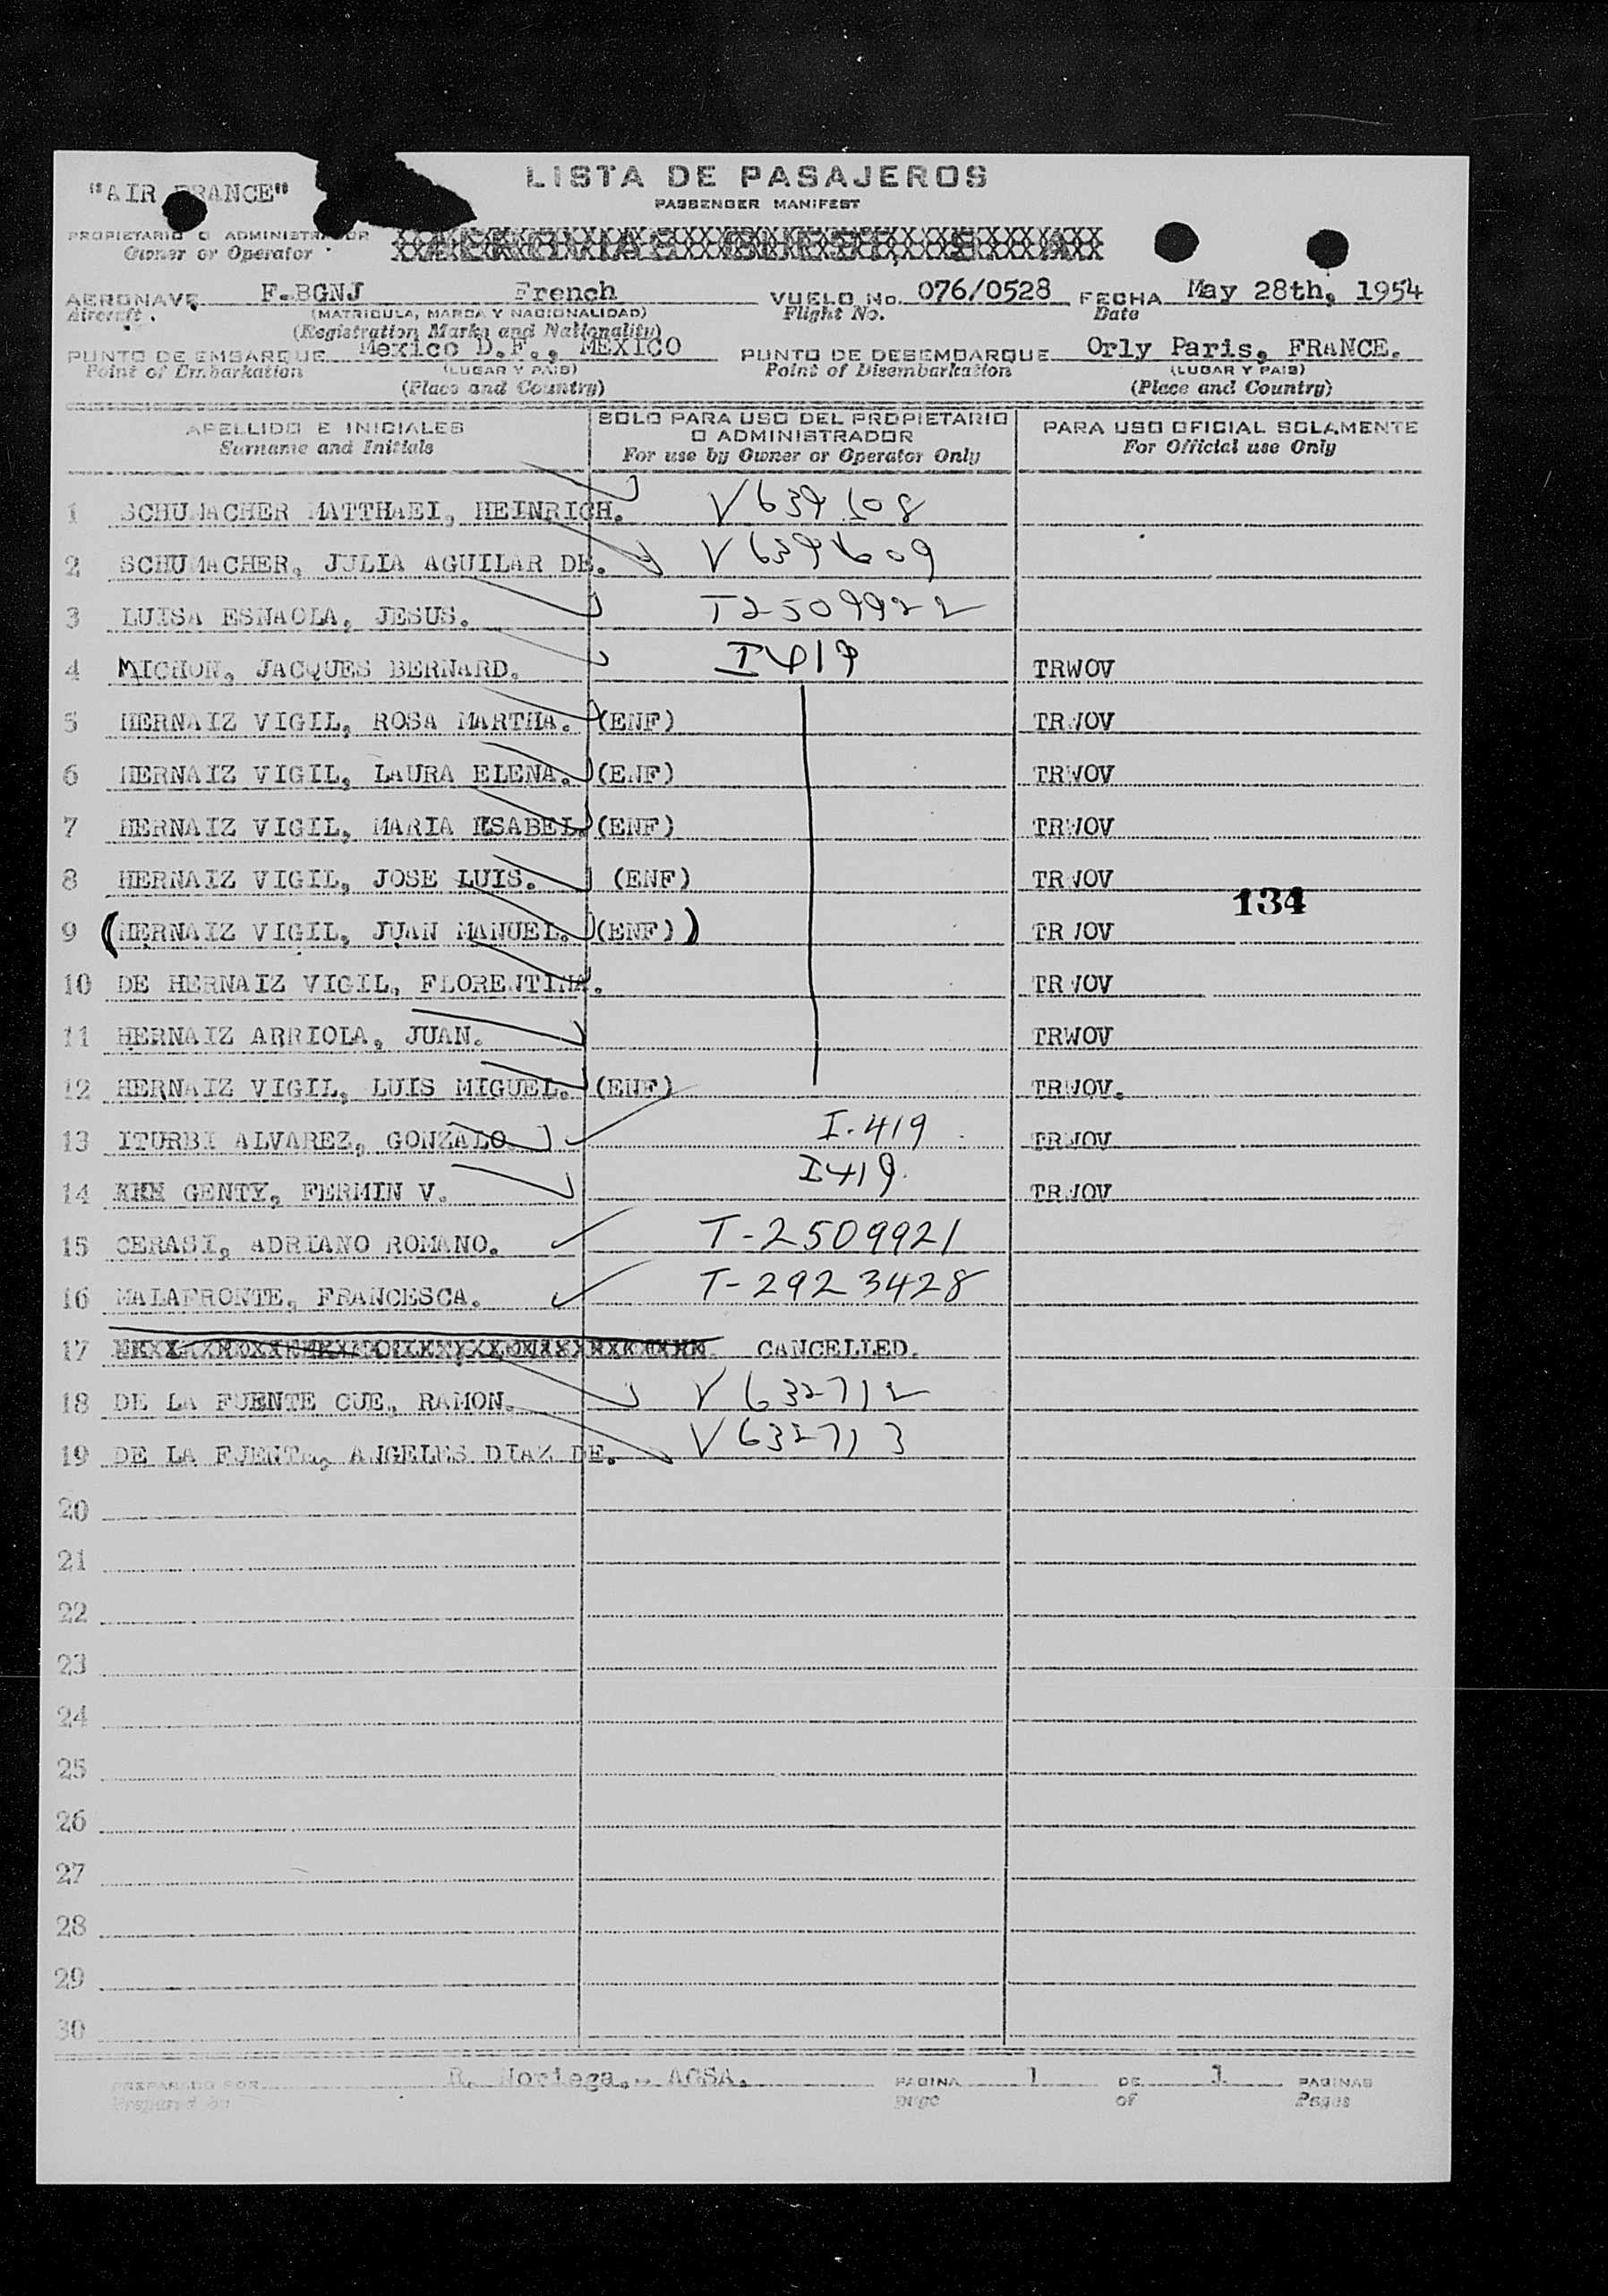 LISTA DE PASAJEROS
"AIR FRANCE"
PASSENGER MANIFEST
PROPIETARIO O ADMINISTRADOR
Owner or Operator
AERONAVE F-BGNJ French VUELO No. 076/0528 FECHA May 28th, 1954
Aircraft (MATRICULA, MARCA Y NACIONALIDAD) Flight No. Date
(Registration Marks and Nationality)
PUNTO DE EMBARQUE Mexico D.F., MEXICO PUNTO DE DESEMBARQUE Orly Paris, FRANCE.
Point of Embarkation (LUGAR Y PAIS) Point of Disembarkation (LUGAR Y PAIS)
(Place and Country) (Place and Country)
APELLIDO E INICIALES SOLO PARA USO DEL PROPIETARIO O ADMINISTRADOR PARA USO OFICIAL SOLAMENTE
Surname and Initials For use by Owner or Operator Only For Official use Only
1 SCHUMACHER MATTHAEI, HEINRICH.
2 SCHUMACHER, JULIA AGUILAR DE. V639609
3 LUISA ESNAOLA, JESUS. T2509922
4 MICHON, JACQUES BERNARD. I419 TRWOV
5 HERNAIZ VIGIL, ROSA MARTHA. (ENF) TRWOV
6 HERNAIZ VIGIL, LAURA ELENA. (ENF) TRWOV
7 HERNAIZ VIGIL, MARIA ISABEL. (ENF) TRWOV
8 HERNAIZ VIGIL, JOSE LUIS. (ENF) TRWOV
134
9 (HERNAIZ VIGIL, JUAN MANUEL. (ENF)) TRWOV
10 DE HERNAIZ VIGIL, FLORENTINA. TRWOV
11 HERNAIZ ARRIOLA, JUAN. TRWOV
12 HERNAIZ VIGIL, LUIS MIGUEL. (ENF) TRWOV.
13 ITURBI ALVAREZ, GONZALO I-419 TRWOV
14 GENTY, FERMIN V. I419. TRWOV
15 CERASI, ADRIANO ROMANO. T-2509921
16 MALAFRONTE, FRANCESCA. T-2923428
17 CANCELLED.
18 DE LA FUENTE CUE, RAMON. V632712
19 DE LA FUENTE, ANGELES DIAZ DE. V632713
20
21
22
23
24
25
26
27
28
29
30
PREPARADO POR R. Noriega.- AGSA. PAGINA 1 DE 1 PAGINAS
Prepared by page of Pages